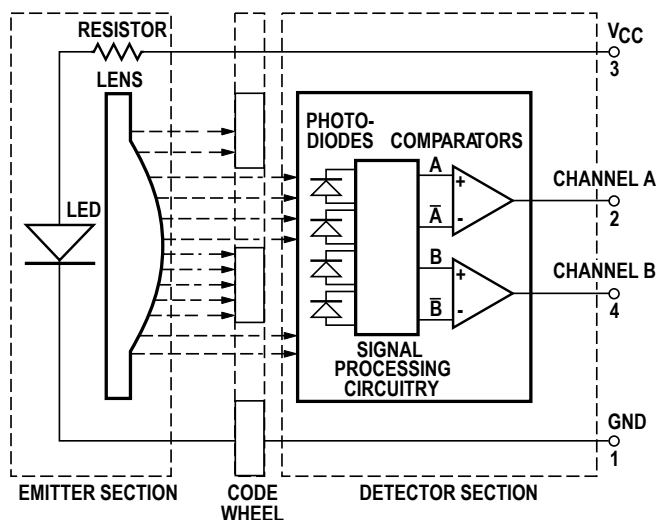 RESISTOR
LENS
LED
PHOTO-
DIODES
COMPARATORS
A
+
A̅
-
B
+
B̅
-
SIGNAL
PROCESSING
CIRCUITRY
VCC
3
CHANNEL A
2
CHANNEL B
4
GND
1
EMITTER SECTION
CODE
WHEEL
DETECTOR SECTION